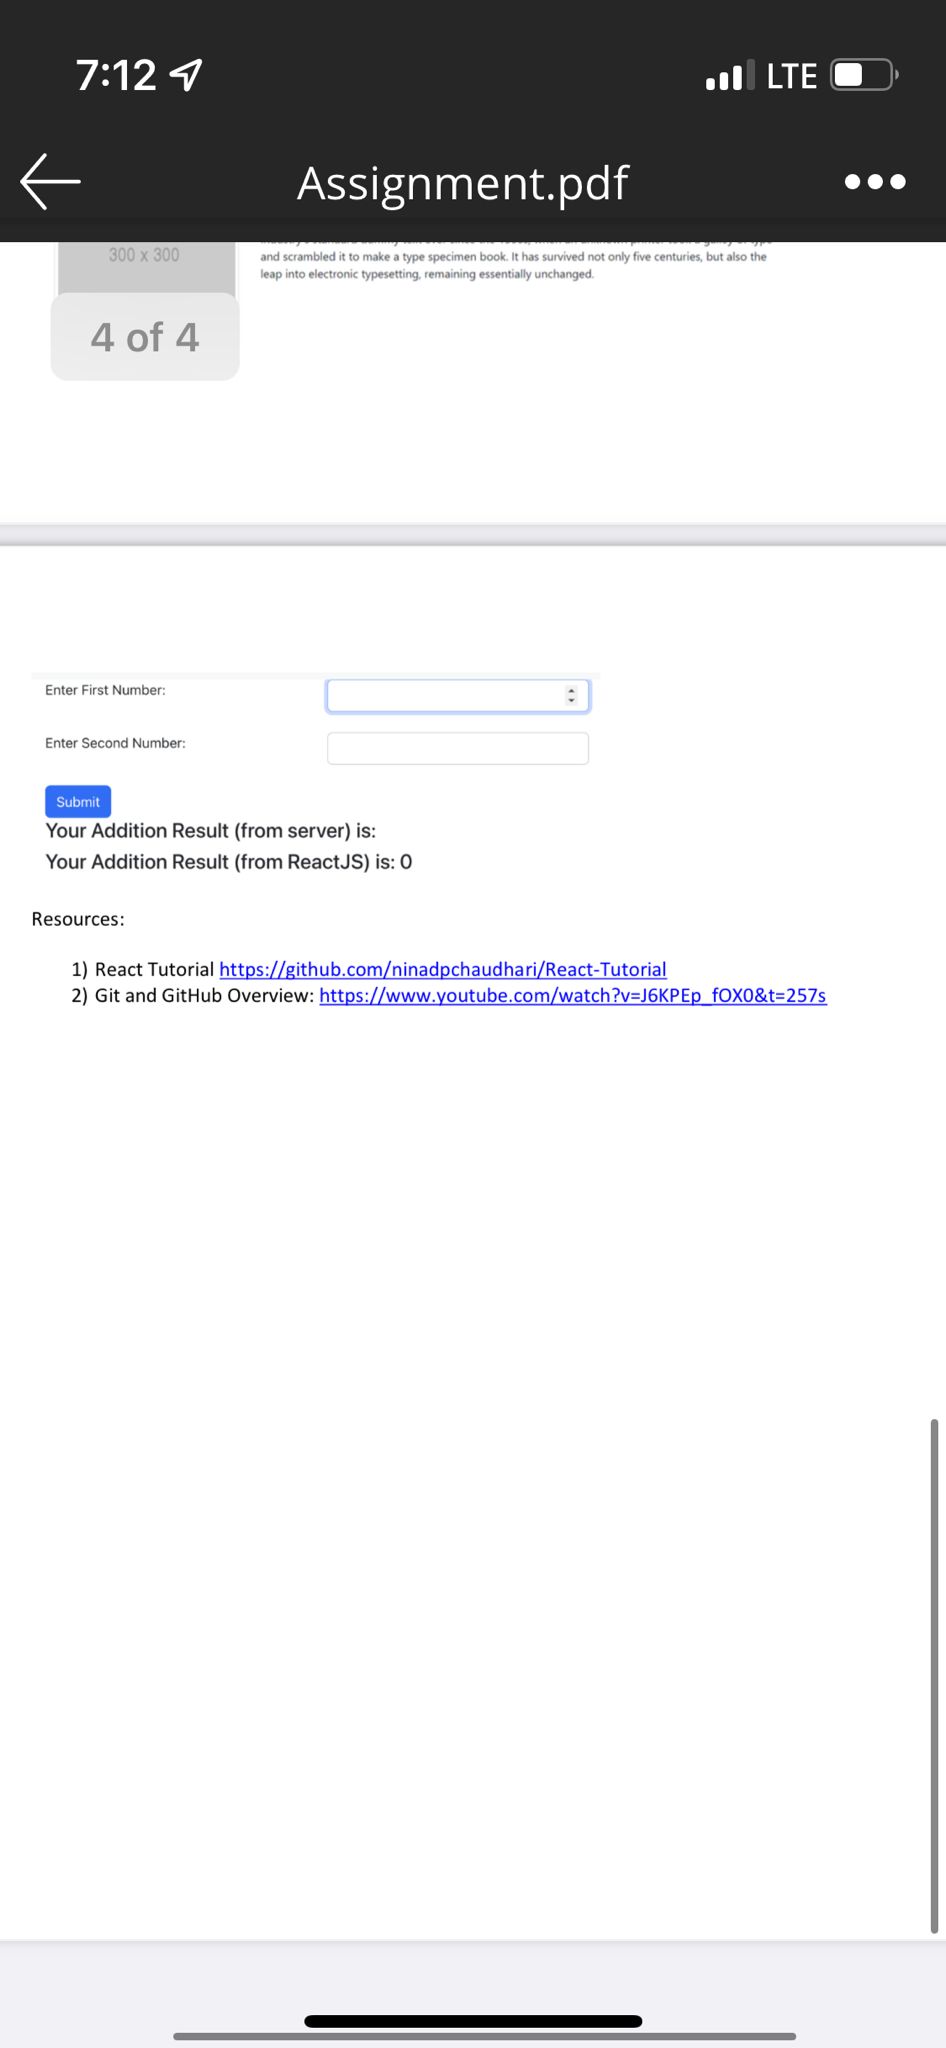 7:12
LTE
Assignment.pdf
300 x 300
and scrambled it to make a type specimen book. It has survived not only five centuries, but also the
leap into electronic typesetting, remaining essentially unchanged.
4 of 4
Enter First Number:
Enter Second Number:
Submit
Your Addition Result (from server) is:
Your Addition Result (from ReactJS) is: 0
Resources:
1) React Tutorial https://github.com/ninadpchaudhari/React-Tutorial
2) Git and GitHub Overview: https://www.youtube.com/watch?v=J6KPEp_fOX0&t=257s